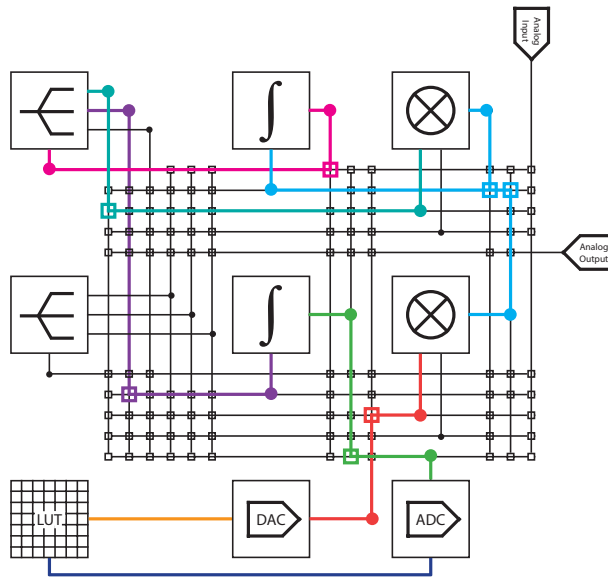 Analog
Input
Analog
Output
LUT
DAC
ADC